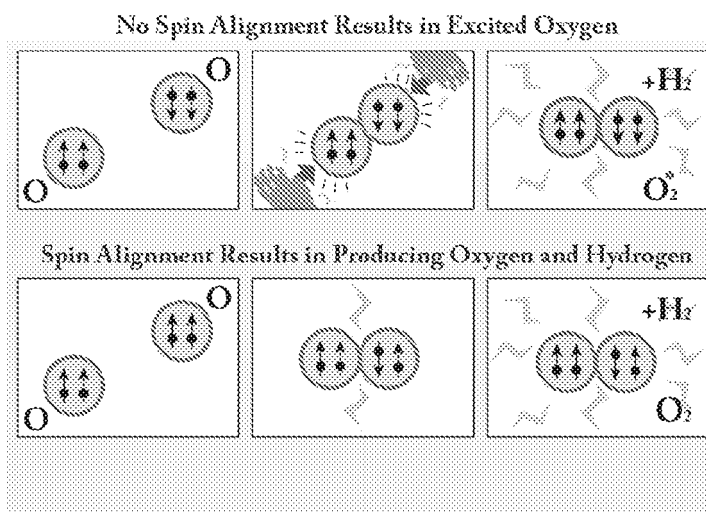 No Spin Alignment Results in Excited Oxygen
O
O
+H₂
O₂*
Spin Alignment Results in Producing Oxygen and Hydrogen
O
O
+H₂
O₂